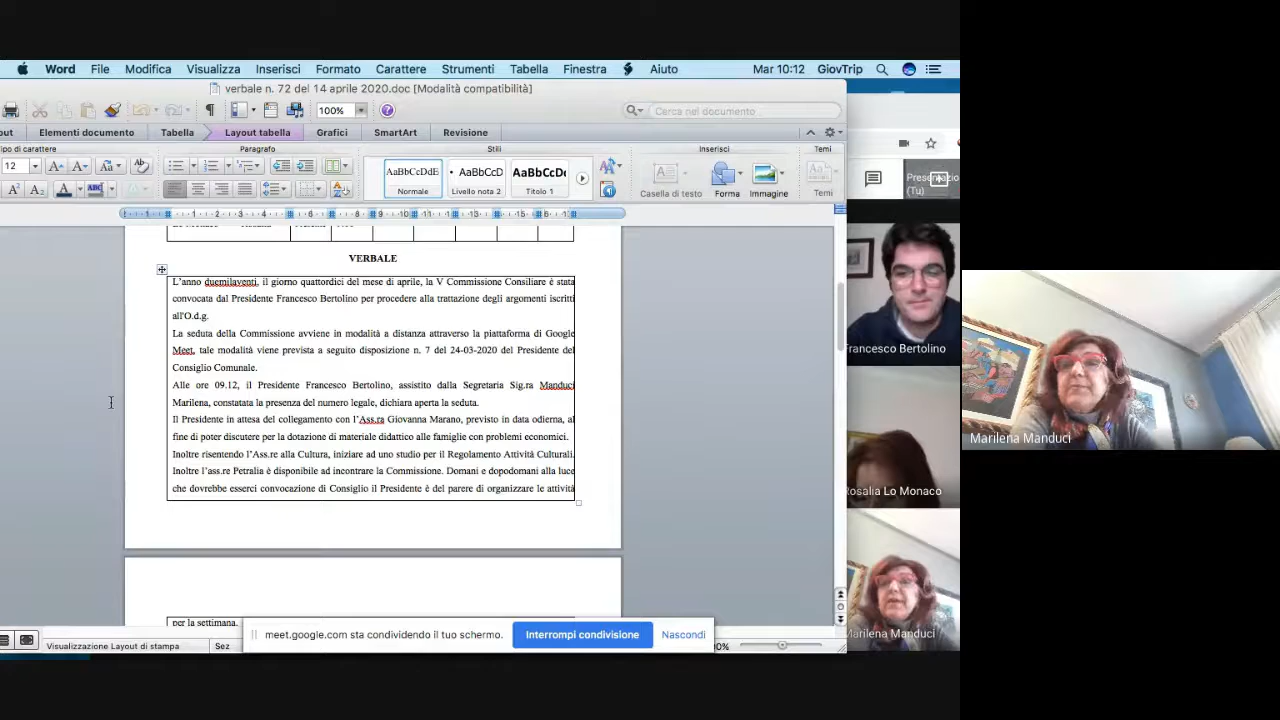 Word File Modifica Visualizza Inserisci Formato Carattere Strumenti Tabella Finestra Aiuto Mar 10:12 GiovTrip
verbale n. 72 del 14 aprile 2020.doc [Modalità compatibilità]
100% Cerca nel documento
out Elementi documento Tabella Layout tabella Grafici SmartArt Revisione
ipo di carattere Paragrafo Stili Inserisci Temi
12
AaBbCcDdE AaBbCcD AaBbCcDc
Normale Livello nota 2 Titolo 1 Casella di testo Forma Immagine Temi
VERBALE
L'anno duemilaventi, il giorno quattordici del mese di aprile, la V Commissione Consiliare è stata
convocata dal Presidente Francesco Bertolino per procedere alla trattazione degli argomenti iscritti
all'O.d.g.
La seduta della Commissione avviene in modalità a distanza attraverso la piattaforma di Google
Meet, tale modalità viene prevista a seguito disposizione n. 7 del 24-03-2020 del Presidente del
Consiglio Comunale.
Alle ore 09.12, il Presidente Francesco Bertolino, assistito dalla Segretaria Sig.ra Manduci
Marilena, constatata la presenza del numero legale, dichiara aperta la seduta.
Il Presidente in attesa del collegamento con l'Ass.ra Giovanna Marano, previsto in data odierna, al
fine di poter discutere per la dotazione di materiale didattico alle famiglie con problemi economici.
Inoltre risentendo l'Ass.re alla Cultura, iniziare ad uno studio per il Regolamento Attività Culturali.
Inoltre l'ass.re Petralia è disponibile ad incontrare la Commissione. Domani e dopodomani alla luce
che dovrebbe esserci convocazione di Consiglio il Presidente è del parere di organizzare le attività
per la settimana.
meet.google.com sta condividendo il tuo schermo. Interrompi condivisione Nascondi
Visualizzazione Layout di stampa Sez
(Tu)
Francesco Bertolino
Rosalia Lo Monaco
Marilena Manduci
Marilena Manduci